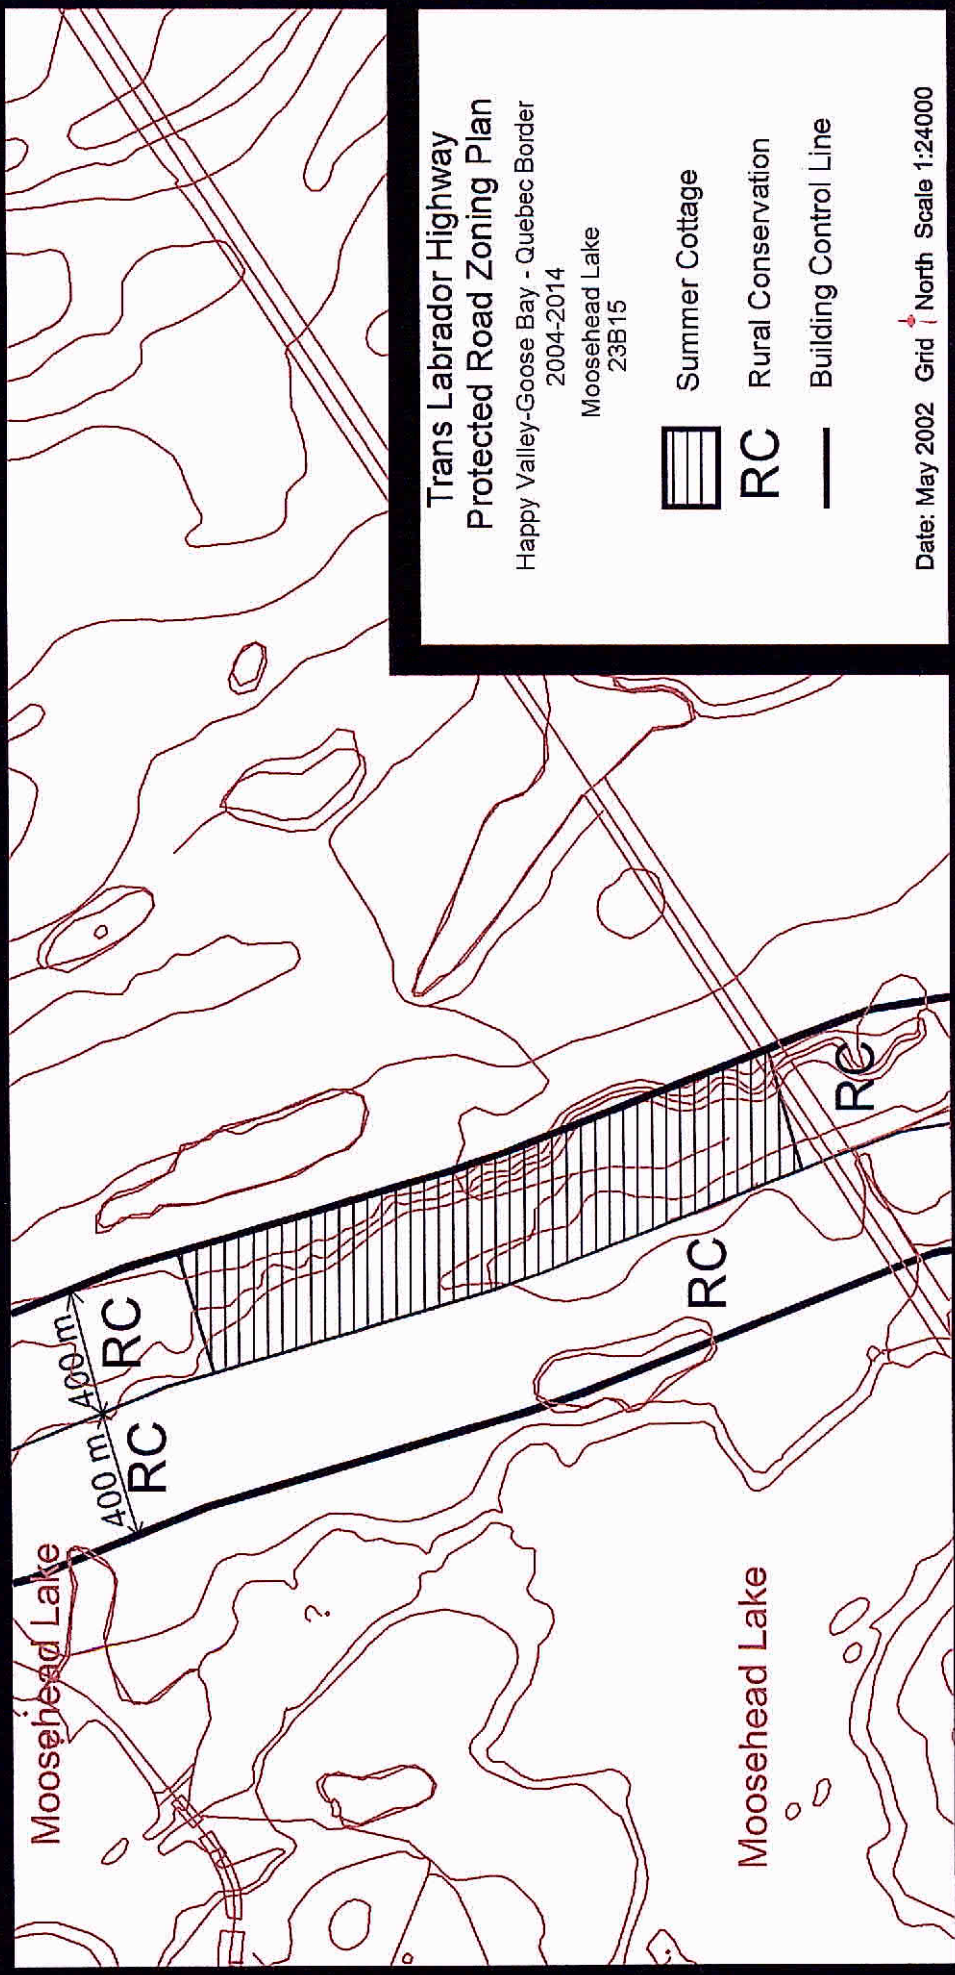 Trans Labrador Highway
Protected Road Zoning Plan
Happy Valley-Goose Bay - Quebec Border
2004-2014
Moosehead Lake
23B15
Summer Cottage
RC Rural Conservation
Building Control Line
Date: May 2002 Grid North Scale 1:24000
Moosehead Lake
400 m
400 m
RC
RC
RC
RC
Moosehead Lake